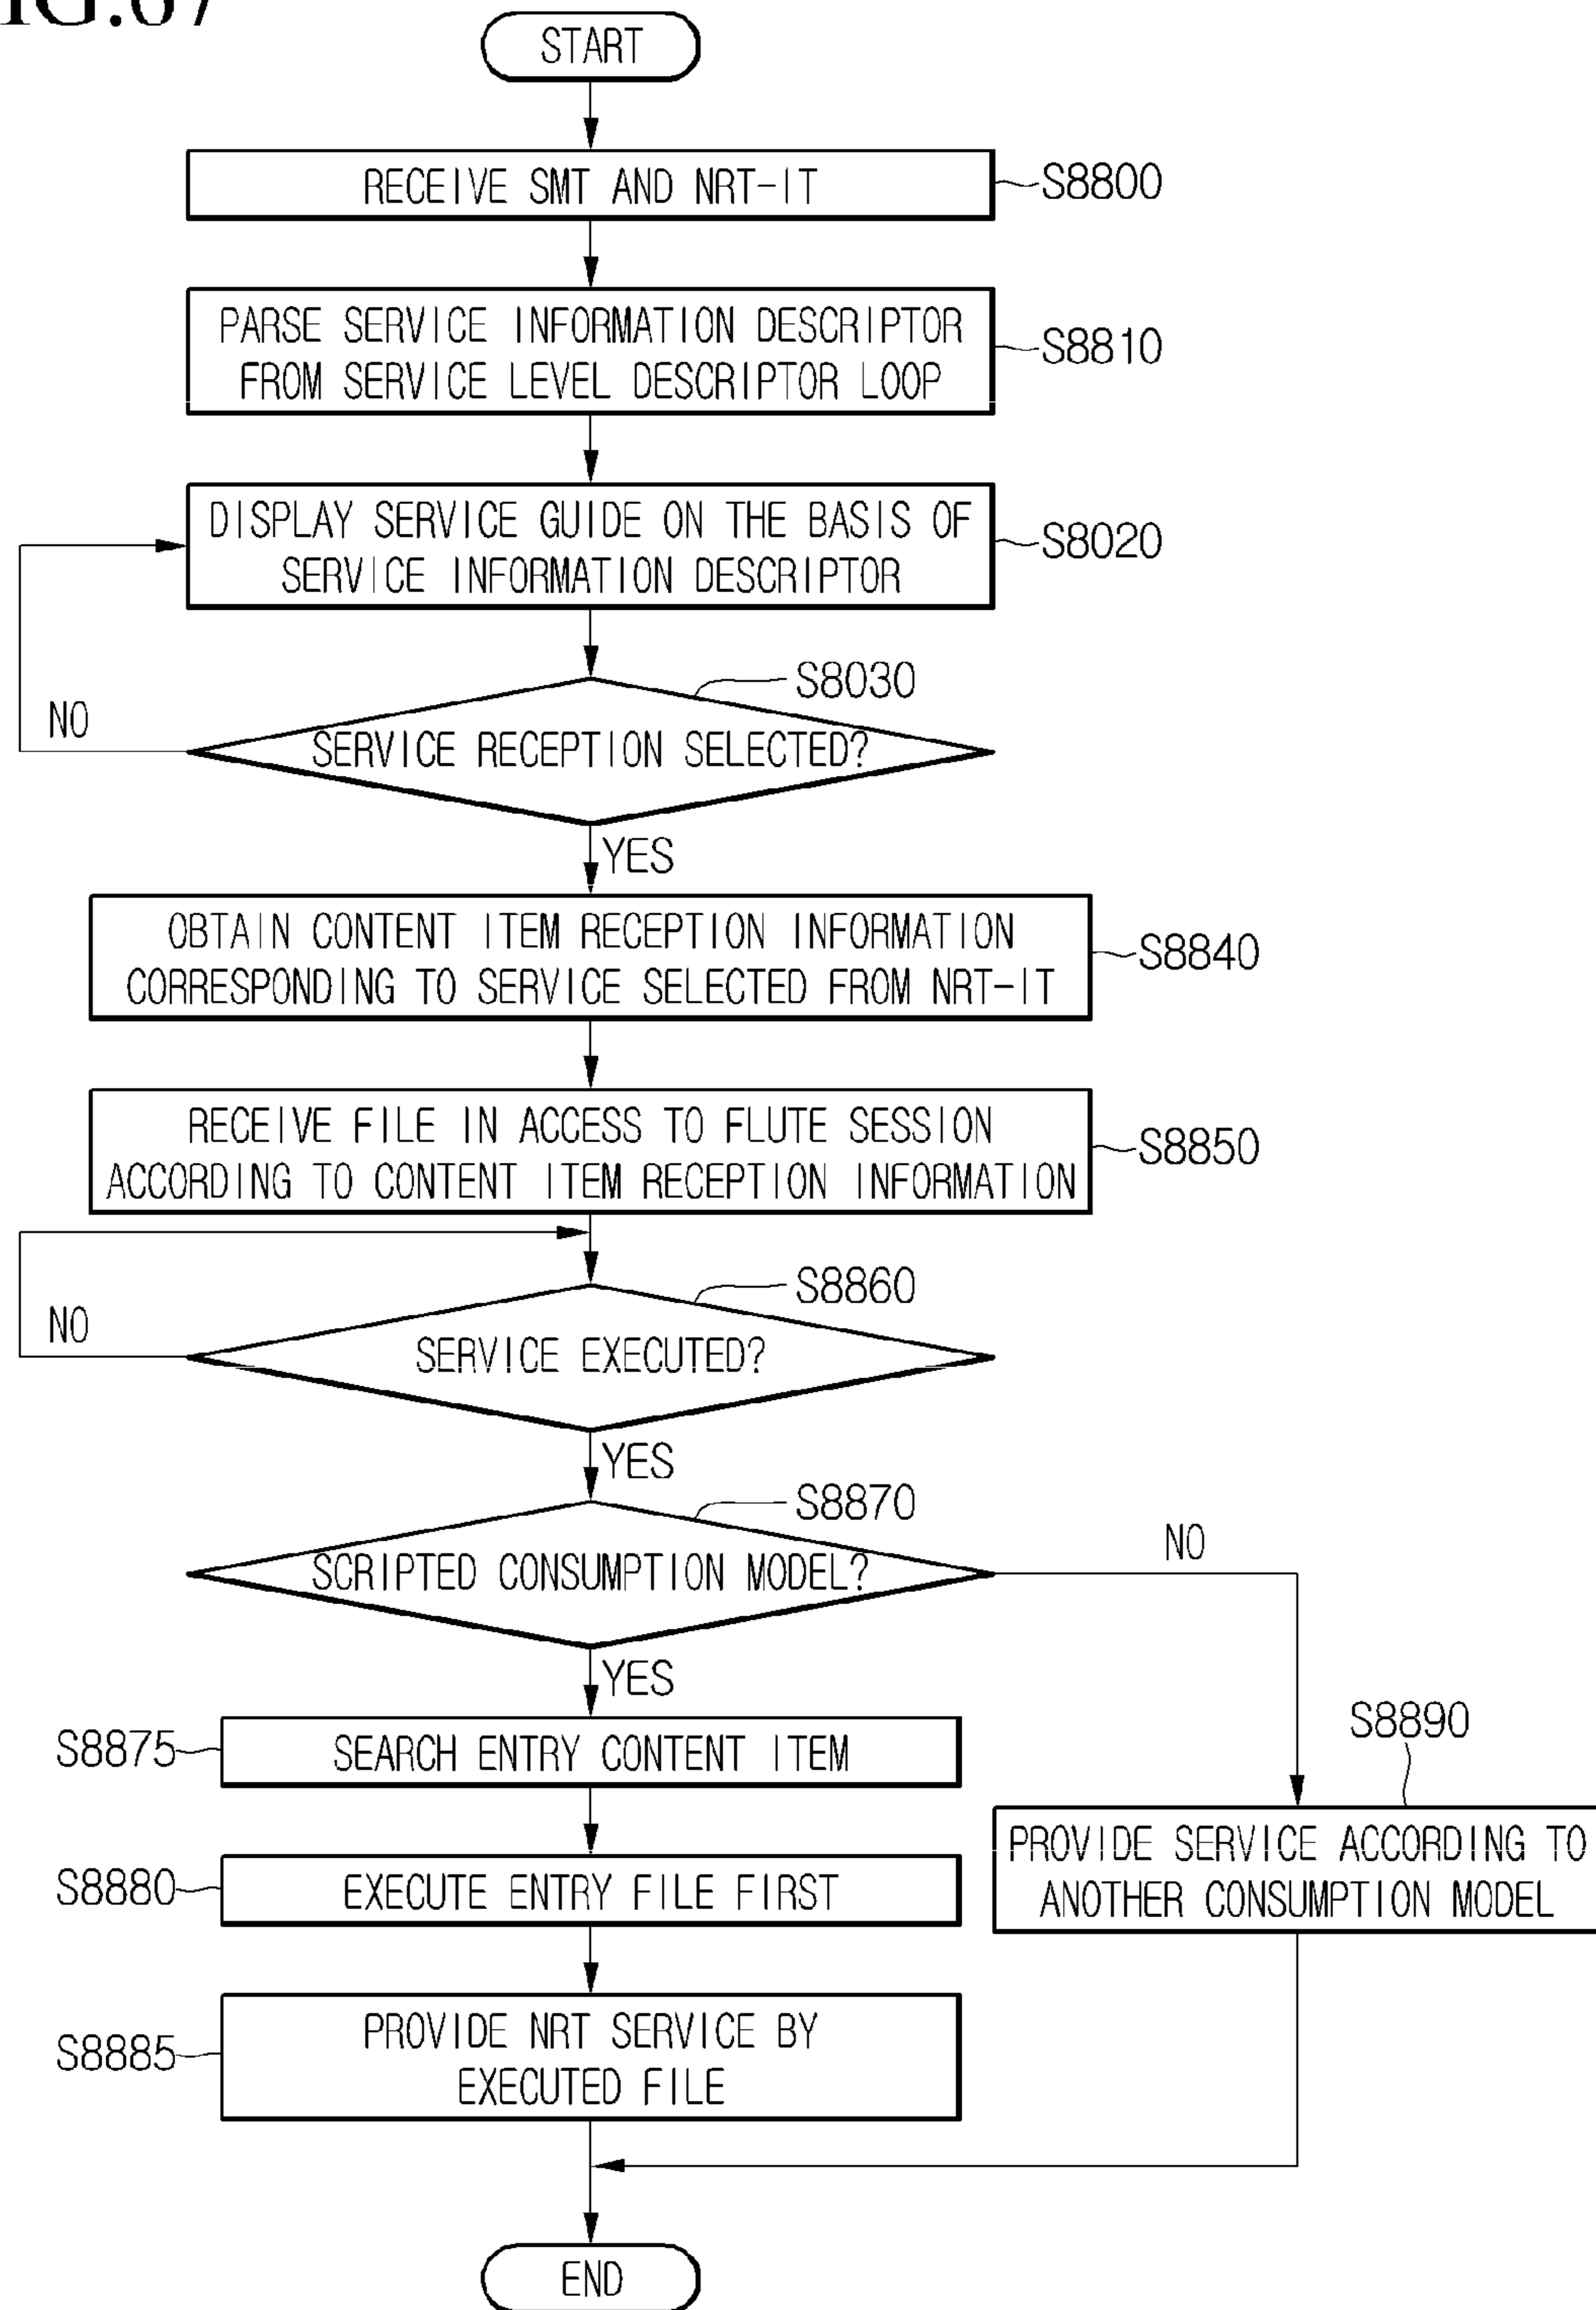 START
RECEIVE SMT AND NRT-IT
S8800
PARSE SERVICE INFORMATION DESCRIPTOR
FROM SERVICE LEVEL DESCRIPTOR LOOP
S8810
DISPLAY SERVICE GUIDE ON THE BASIS OF
SERVICE INFORMATION DESCRIPTOR
S8020
S8030
NO
SERVICE RECEPTION SELECTED?
YES
OBTAIN CONTENT ITEM RECEPTION INFORMATION
CORRESPONDING TO SERVICE SELECTED FROM NRT-IT
S8840
RECEIVE FILE IN ACCESS TO FLUTE SESSION
ACCORDING TO CONTENT ITEM RECEPTION INFORMATION
S8850
S8860
NO
SERVICE EXECUTED?
YES
S8870
NO
SCRIPTED CONSUMPTION MODEL?
YES
S8875
SEARCH ENTRY CONTENT ITEM
S8890
PROVIDE SERVICE ACCORDING TO
ANOTHER CONSUMPTION MODEL
S8880
EXECUTE ENTRY FILE FIRST
S8885
PROVIDE NRT SERVICE BY
EXECUTED FILE
END